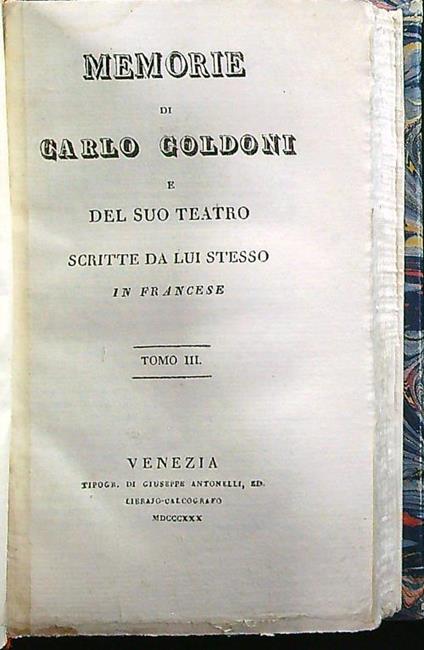 MEMORIE
DI
CARLO GOLDONI
E
DEL SUO TEATRO
SCRITTE DA LUI STESSO
IN FRANCESE
TOMO III.
VENEZIA
TIPOGR. DI GIUSEPPE ANTONELLI, ED.
LIBRAJO-CALCOGRAFO
MDCCCXXX